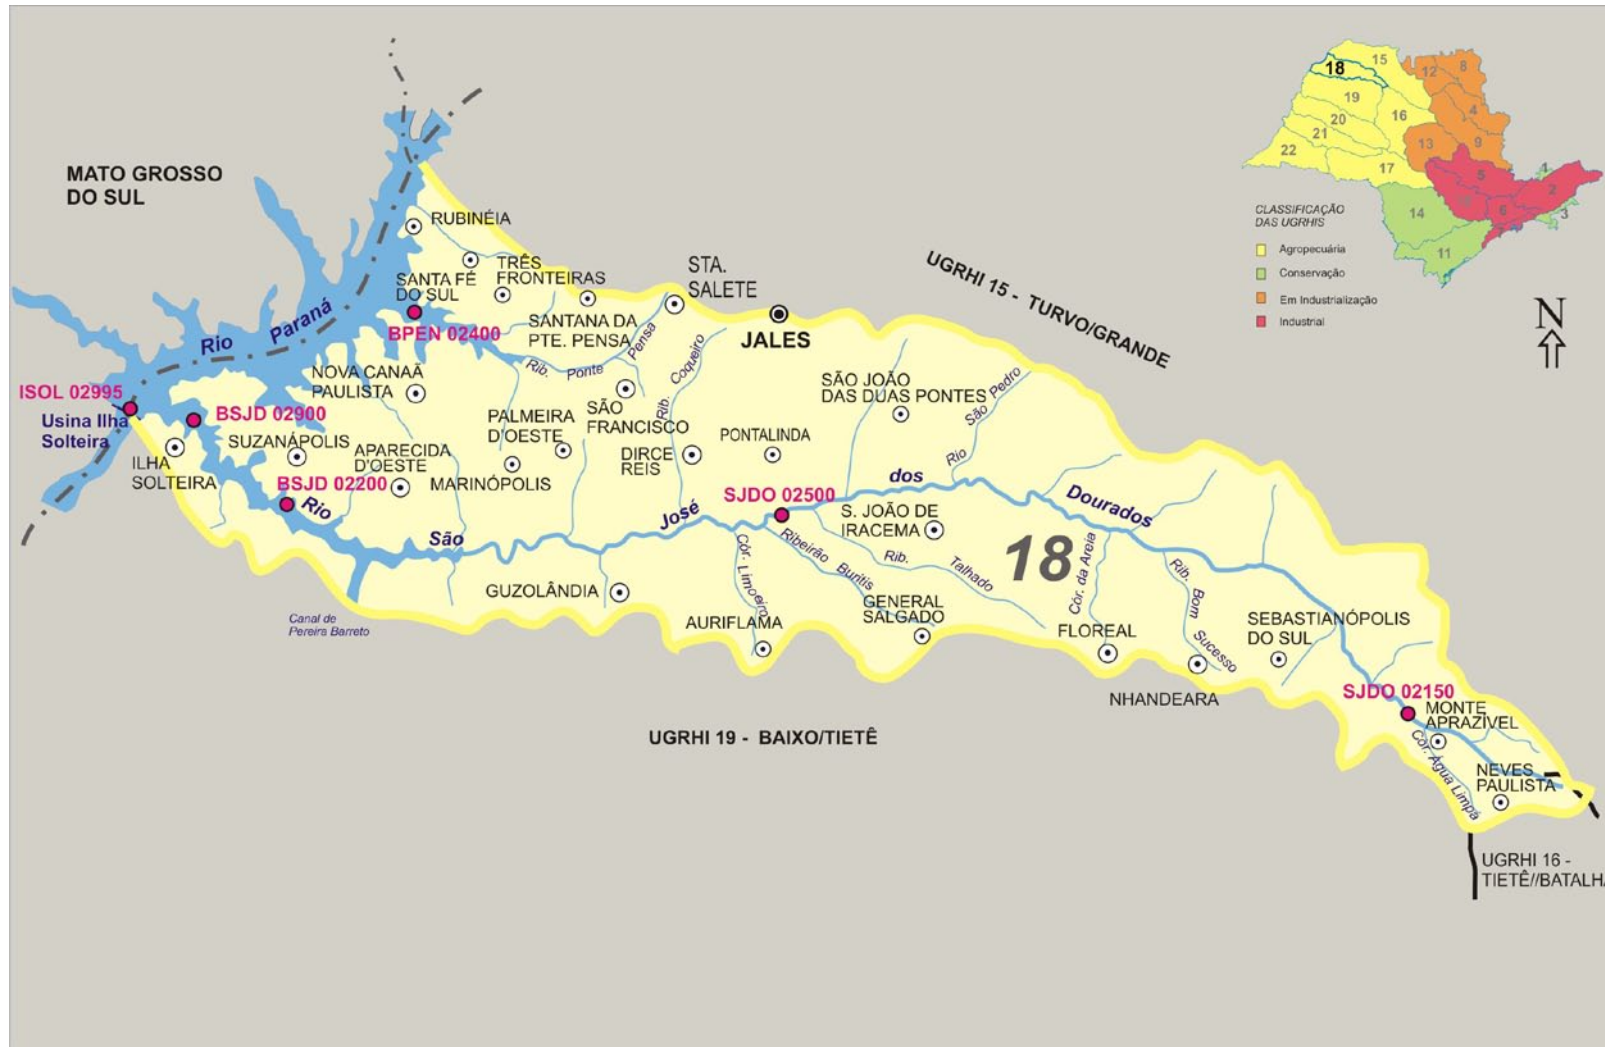 MATO GROSSO
DO SUL
Rio Paraná
RUBINÉIA
SANTA FÉ
DO SUL
TRÊS
FRONTEIRAS
STA.
SALETE
BPEN 02400
SANTANA DA
PTE. PENSA
JALES
UGRHI 15 - TURVO/GRANDE
Rib. Ponte Pensa
Rib. Coqueiro
ISOL 02995
Usina Ilha
Solteira
BSJD 02900
NOVA CANAÃ
PAULISTA
SÃO
FRANCISCO
SÃO JOÃO
DAS DUAS PONTES
Rio São Pedro
ILHA
SOLTEIRA
SUZANÁPOLIS
APARECIDA
D'OESTE
PALMEIRA
D'OESTE
MARINÓPOLIS
DIRCE
REIS
PONTALINDA
BSJD 02200
SJDO 02500
Rio São José dos Dourados
S. JOÃO DE
IRACEMA
18
GUZOLÂNDIA
Cór. Limoeiro
Ribeirão Buritis
Rib. Talhado
Cór. da Areia
Rib. Bom Sucesso
Canal de
Pereira Barreto
AURIFLAMA
GENERAL
SALGADO
FLOREAL
NHANDEARA
SEBASTIANÓPOLIS
DO SUL
SJDO 02150
MONTE
APRAZÍVEL
Cór. Água Limpa
NEVES
PAULISTA
UGRHI 19 - BAIXO/TIETÊ
UGRHI 16 -
TIETÊ//BATALHA
15
18
12
8
19
16
4
20
21
13
9
22
17
5
1
2
6
3
14
11
CLASSIFICAÇÃO
DAS UGRHIS
Agropecuária
Conservação
Em Industrialização
Industrial
N